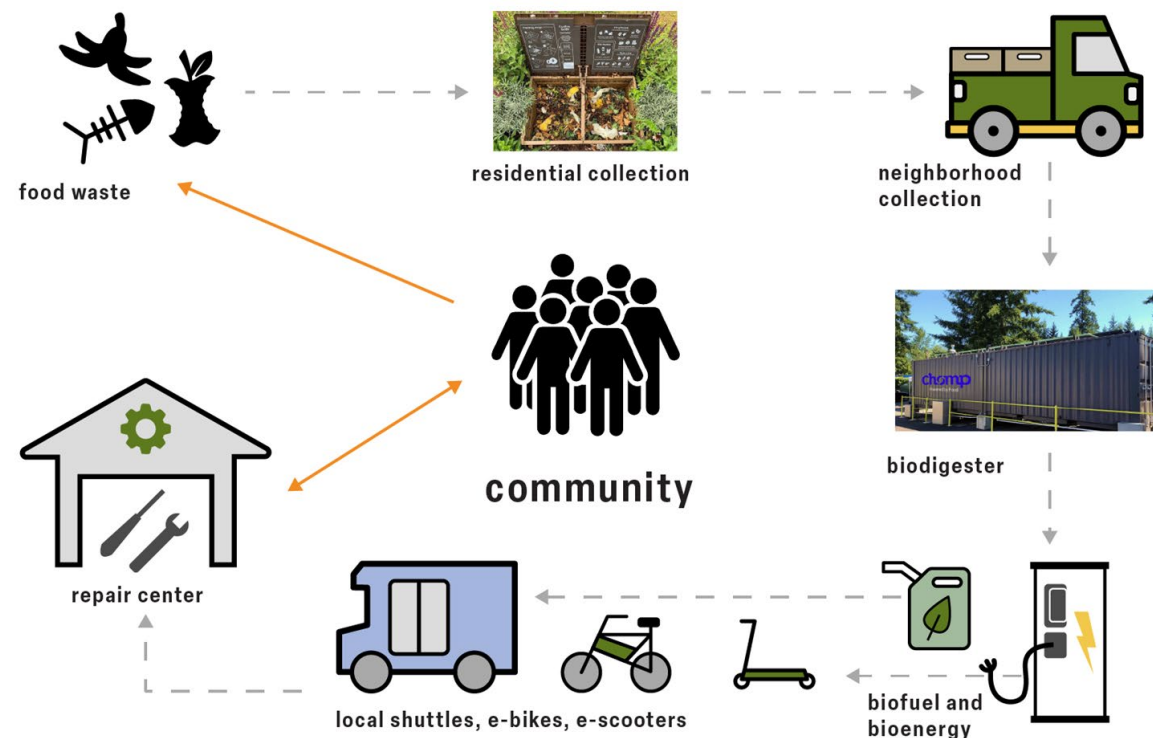 food waste
residential collection
neighborhood
collection
chomp
biodigester
community
repair center
local shuttles, e-bikes, e-scooters
biofuel and
bioenergy